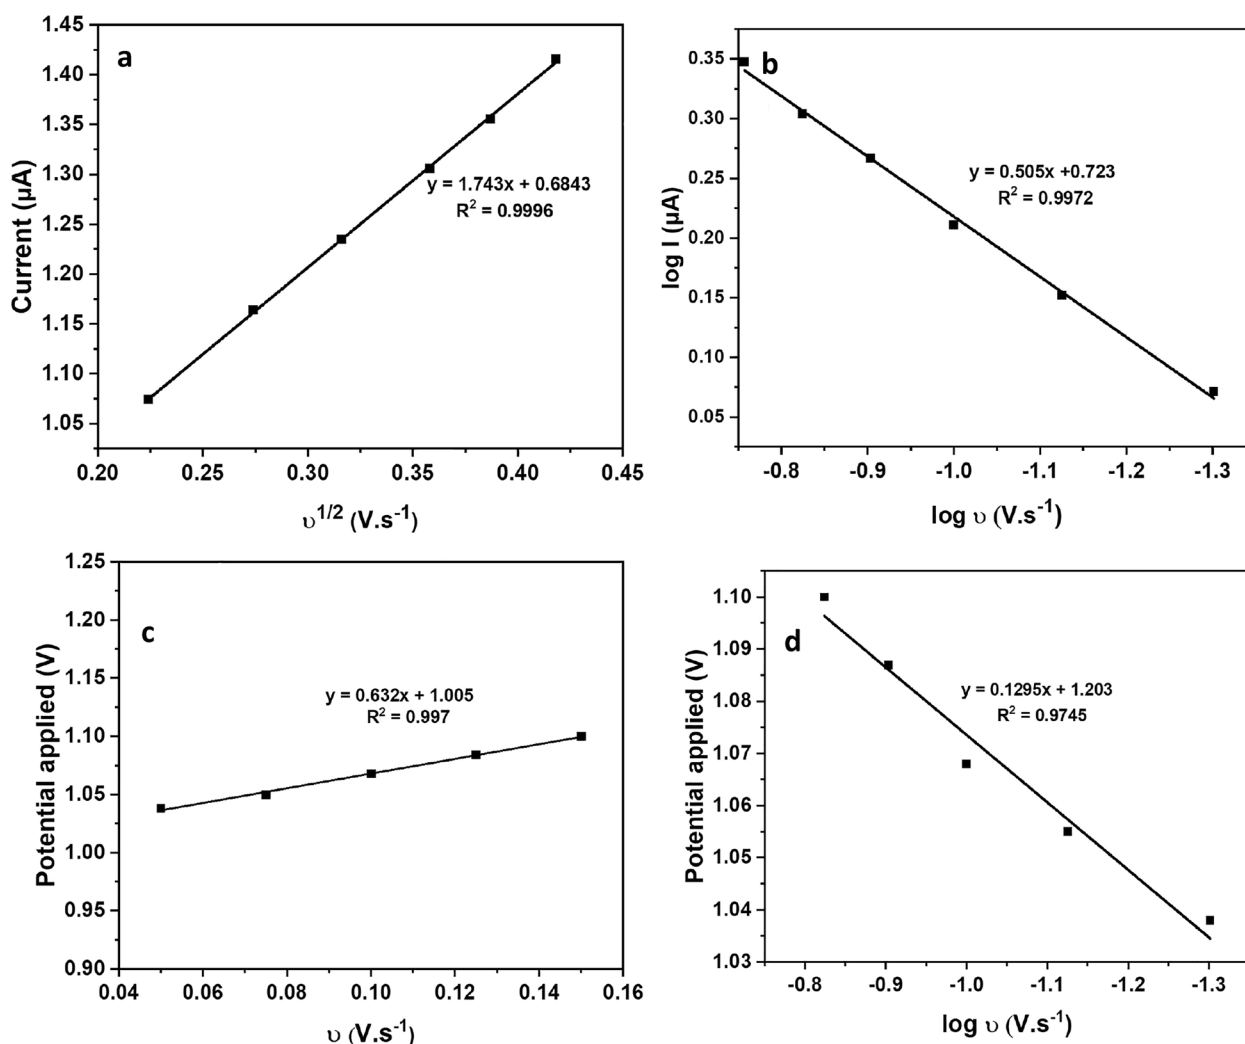 a
1.45
1.40
1.35
1.30
1.25
1.20
1.15
1.10
1.05
Current (µA)
y = 1.743x + 0.6843
R² = 0.9996
0.20 0.25 0.30 0.35 0.40 0.45
υ¹/² (V.s⁻¹)
b
0.35
0.30
0.25
0.20
0.15
0.10
0.05
log I (µA)
y = 0.505x +0.723
R² = 0.9972
-0.8 -0.9 -1.0 -1.1 -1.2 -1.3
log υ (V.s⁻¹)
c
1.25
1.20
1.15
1.10
1.05
1.00
0.95
0.90
Potential applied (V)
y = 0.632x + 1.005
R² = 0.997
0.04 0.06 0.08 0.10 0.12 0.14 0.16
υ (V.s⁻¹)
d
1.10
1.09
1.08
1.07
1.06
1.05
1.04
1.03
Potential applied (V)
y = 0.1295x + 1.203
R² = 0.9745
-0.8 -0.9 -1.0 -1.1 -1.2 -1.3
log υ (V.s⁻¹)